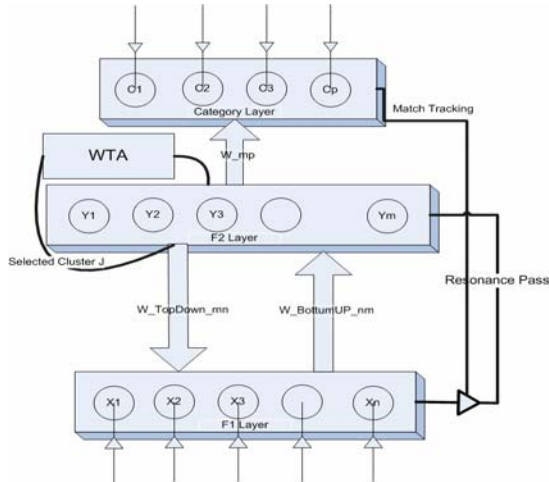 C1 C2 C3 Cp
Category Layer
Match Tracking
WTA
W_mp
Y1 Y2 Y3 Ym
F2 Layer
Selected Cluster J
Resonance Pass
W_TopDown_mn
W_BottumUP_nm
X1 X2 X3 Xn
F1 Layer